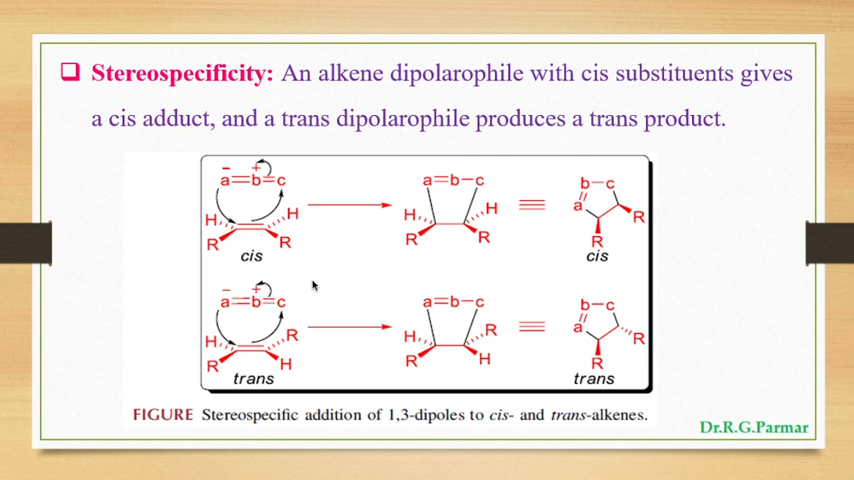 Stereospecificity: An alkene dipolarophile with cis substituents gives
a cis adduct, and a trans dipolarophile produces a trans product.
− +
a=b=c
a=b−c
b−c
a
H H
R R
H H
R R
R
R
cis
cis
− +
a=b=c
a=b−c
b−c
a
H R
R H
H R
R H
R
R
trans
trans
FIGURE Stereospecific addition of 1,3-dipoles to cis- and trans-alkenes.
Dr.R.G.Parmar